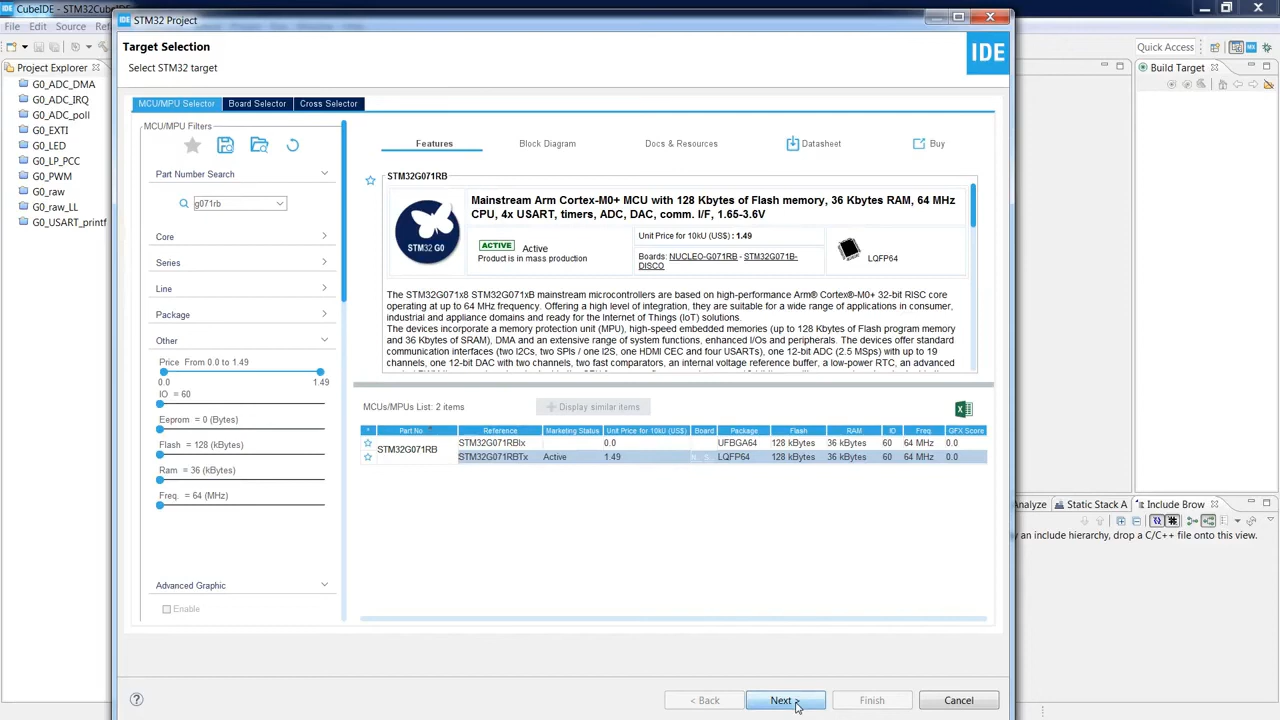 CubeIDE - STM32CubeIDE
File Edit Source
Quick Access
STM32 Project
Target Selection
Select STM32 target
IDE
Project Explorer
G0_ADC_DMA
G0_ADC_IRQ
G0_ADC_poll
G0_EXTI
G0_LED
G0_LP_PCC
G0_PWM
G0_raw
G0_raw_LL
G0_USART_printf
MCU/MPU Selector Board Selector Cross Selector
MCU/MPU Filters
Part Number Search
g071rb
Core
Series
Line
Package
Other
Price From 0.0 to 1.49
0.0 1.49
IO = 60
Eeprom = 0 (Bytes)
Flash = 128 (kBytes)
Ram = 36 (kBytes)
Freq. = 64 (MHz)
Advanced Graphic
Enable
Features Block Diagram Docs & Resources Datasheet Buy
STM32G071RB
STM32 G0
Mainstream Arm Cortex-M0+ MCU with 128 Kbytes of Flash memory, 36 Kbytes RAM, 64 MHz
CPU, 4x USART, timers, ADC, DAC, comm. I/F, 1.65-3.6V
ACTIVE Active
Product is in mass production
Unit Price for 10kU (US$) : 1.49
Boards: NUCLEO-G071RB - STM32G071B-
DISCO
LQFP64
The STM32G071x8 STM32G071xB mainstream microcontrollers are based on high-performance Arm® Cortex®-M0+ 32-bit RISC core
operating at up to 64 MHz frequency. Offering a high level of integration, they are suitable for a wide range of applications in consumer,
industrial and appliance domains and ready for the Internet of Things (IoT) solutions.
The devices incorporate a memory protection unit (MPU), high-speed embedded memories (up to 128 Kbytes of Flash program memory
and 36 Kbytes of SRAM), DMA and an extensive range of system functions, enhanced I/Os and peripherals. The devices offer standard
communication interfaces (two I2Cs, two SPIs / one I2S, one HDMI CEC and four USARTs), one 12-bit ADC (2.5 MSps) with up to 19
channels, one 12-bit DAC with two channels, two fast comparators, an internal voltage reference buffer, a low-power RTC, an advanced
MCUs/MPUs List: 2 items
Display similar items
* Part No Reference Marketing Status Unit Price for 10kU (US$) Board Package Flash RAM IO Freq. GFX Score
STM32G071RB
STM32G071RBIx 0.0 UFBGA64 128 kBytes 36 kBytes 60 64 MHz 0.0
STM32G071RBTx Active 1.49 LQFP64 128 kBytes 36 kBytes 60 64 MHz 0.0
< Back Next > Finish Cancel
Build Target
Analyze Static Stack A Include Brow
an include hierarchy, drop a C/C++ file onto this view.